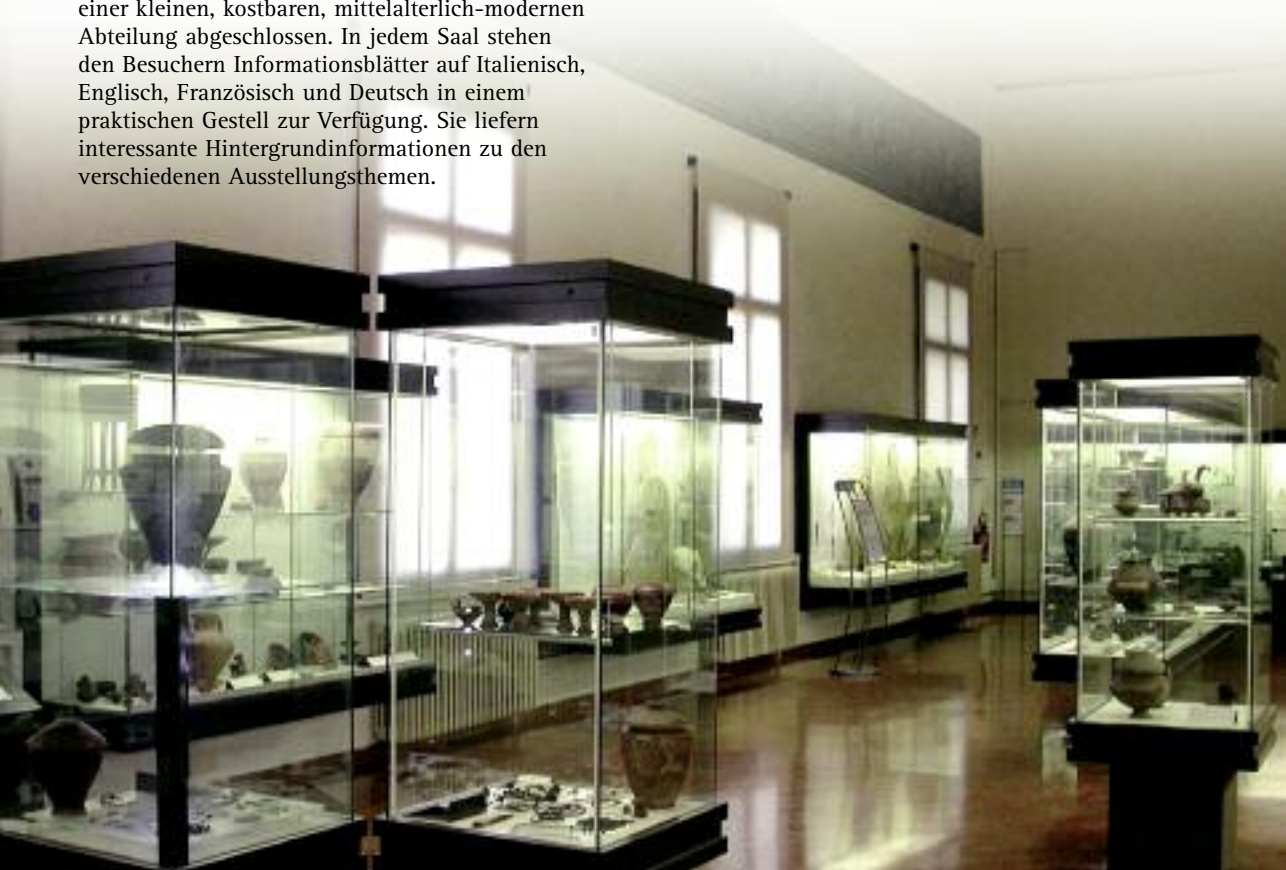 einer kleinen, kostbaren, mittelalterlich-modernen
Abteilung abgeschlossen. In jedem Saal stehen
den Besuchern Informationsblätter auf Italienisch,
Englisch, Französisch und Deutsch in einem
praktischen Gestell zur Verfügung. Sie liefern
interessante Hintergrundinformationen zu den
verschiedenen Ausstellungsthemen.